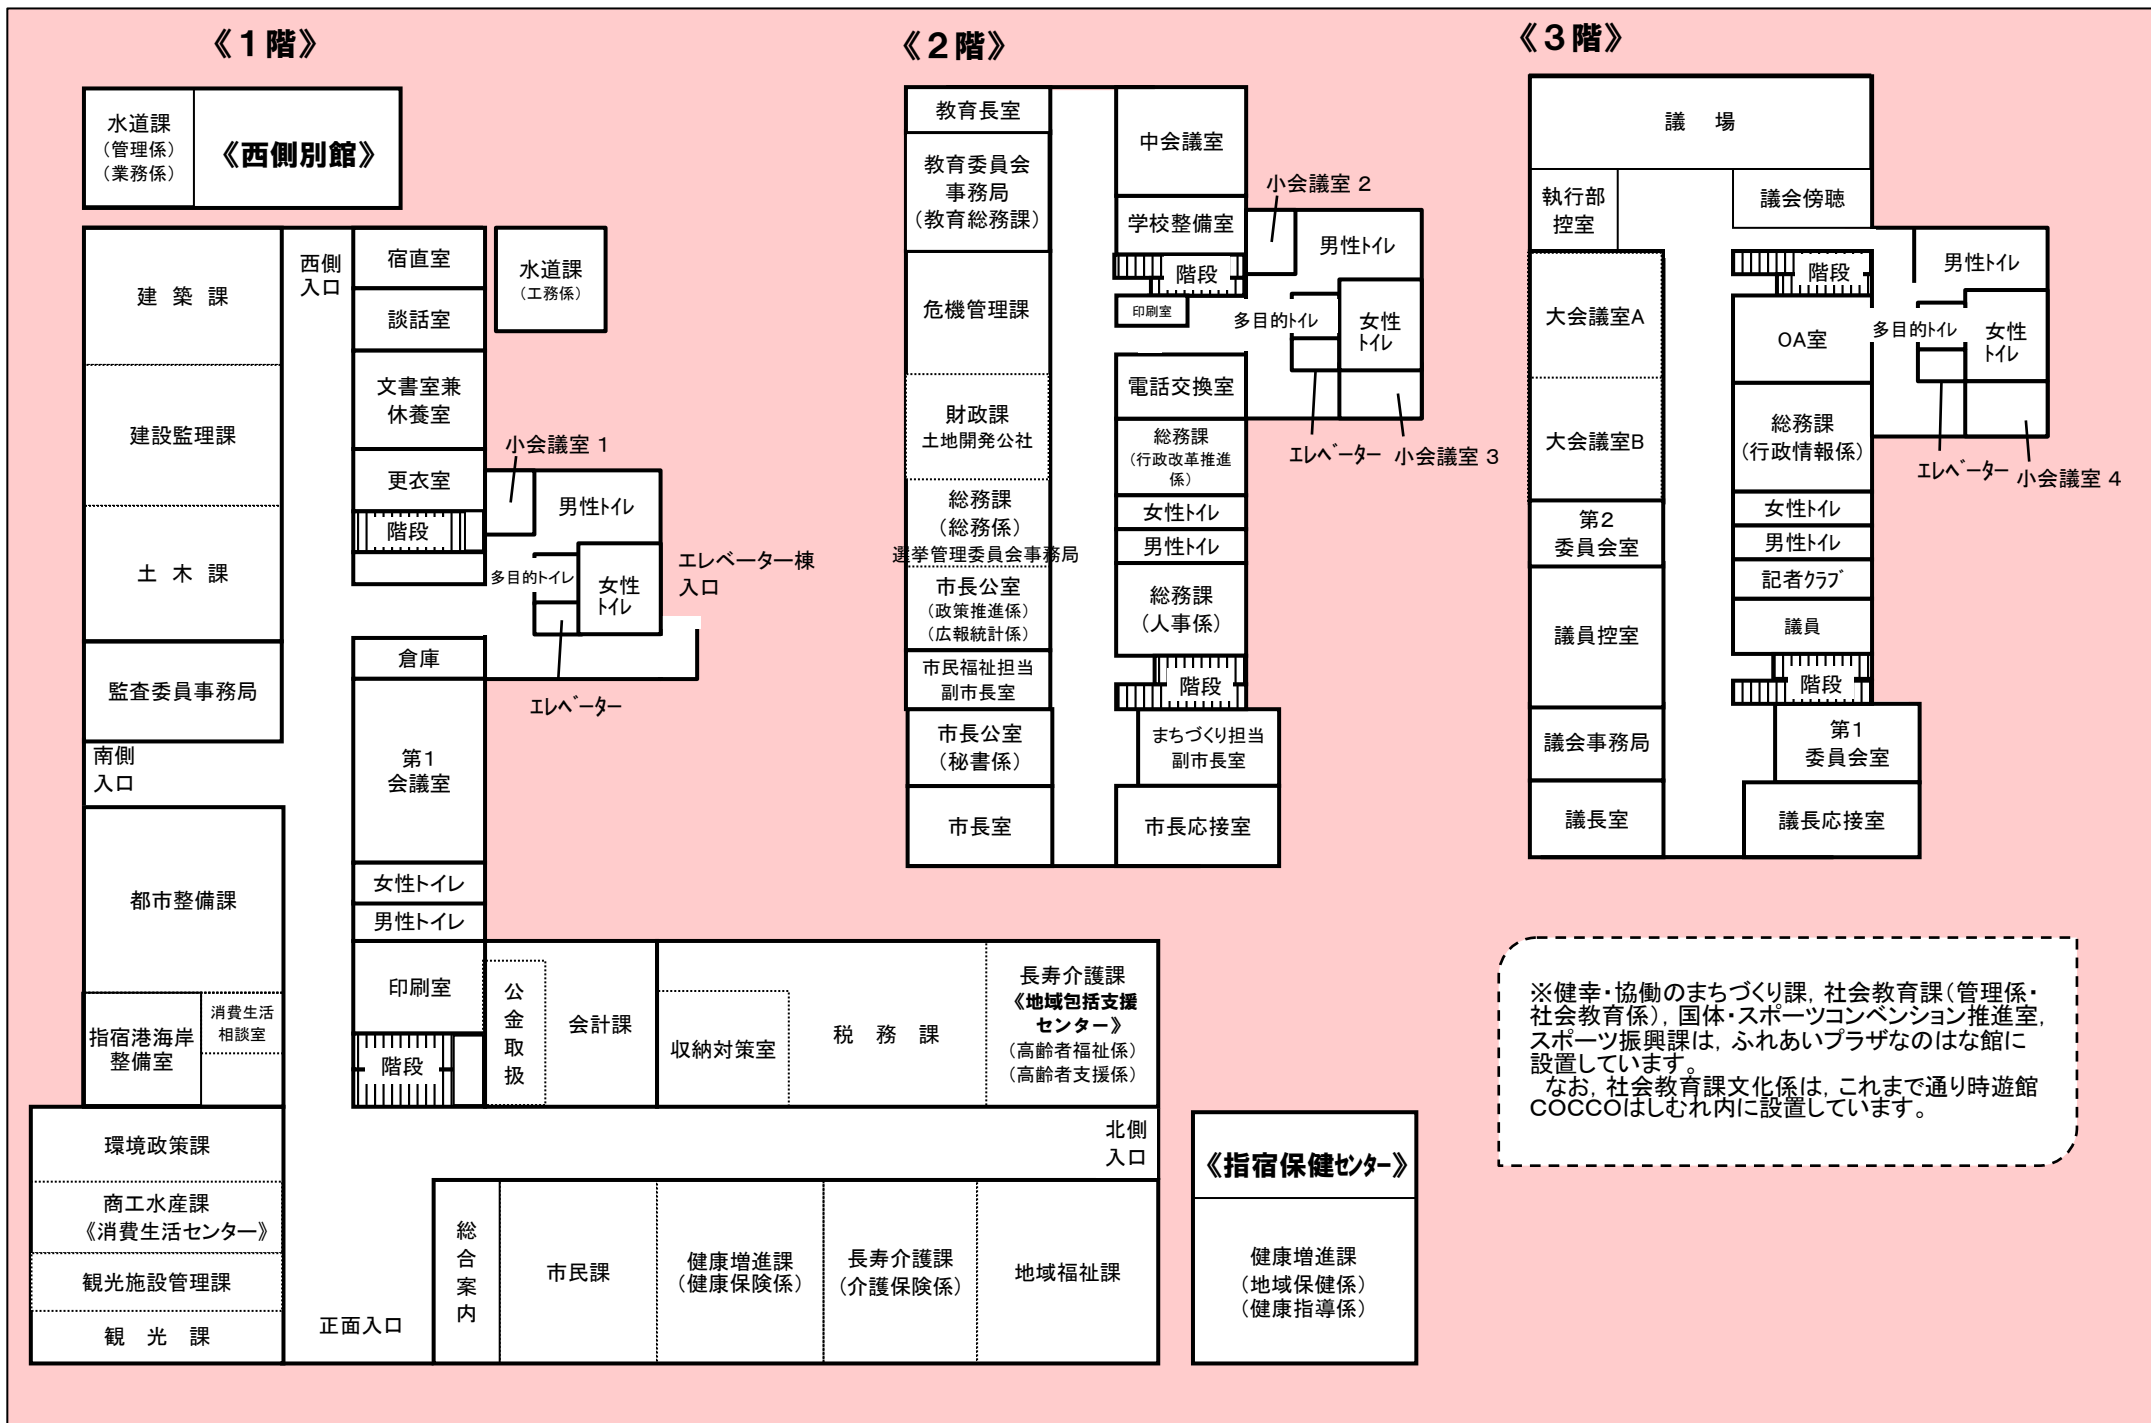 《１階》
水道課
（管理係）
（業務係）
《西側別館》
建 築 課
西側
入口
宿直室
水道課
（工務係）
談話室
文書室兼
休養室
建設監理課
小会議室 1
更衣室
男性トイレ
階段
土 木 課
多目的トイレ
女性
トイレ
エレベーター棟
入口
倉庫
監査委員事務局
エレベーター
南側
入口
第1
会議室
都市整備課
女性トイレ
男性トイレ
印刷室
公金取扱
会計課
収納対策室
税 務 課
長寿介護課
《地域包括支援
センター》
（高齢者福祉係）
（高齢者支援係）
消費生活
相談室
指宿港海岸
整備室
階段
環境政策課
北側
入口
商工水産課
《消費生活センター》
観光施設管理課
観 光 課
正面入口
総合案内
市民課
健康増進課
（健康保険係）
長寿介護課
（介護保険係）
地域福祉課
《指宿保健センター》
健康増進課
（地域保健係）
（健康指導係）
《２階》
教育長室
中会議室
教育委員会
事務局
（教育総務課）
小会議室 2
学校整備室
男性トイレ
階段
危機管理課
印刷室
多目的トイレ
女性
トイレ
電話交換室
財政課
土地開発公社
総務課
（行政改革推進
係）
エレベーター
小会議室 3
総務課
（総務係）
選挙管理委員会事務局
女性トイレ
男性トイレ
市長公室
（政策推進係）
（広報統計係）
総務課
（人事係）
市民福祉担当
副市長室
階段
市長公室
（秘書係）
まちづくり担当
副市長室
市長室
市長応接室
《３階》
議 場
執行部
控室
議会傍聴
男性トイレ
階段
大会議室A
OA室
多目的トイレ
女性
トイレ
大会議室B
総務課
（行政情報係）
エレベーター
小会議室 4
第2
委員会室
女性トイレ
男性トイレ
記者クラブ
議員控室
議員
階段
議会事務局
第1
委員会室
議長室
議長応接室
※健幸・協働のまちづくり課，社会教育課（管理係・
社会教育係），国体・スポーツコンベンション推進室，
スポーツ振興課は，ふれあいプラザなのはな館に
設置しています。
なお，社会教育課文化係は，これまで通り時遊館
COCCOはしむれ内に設置しています。